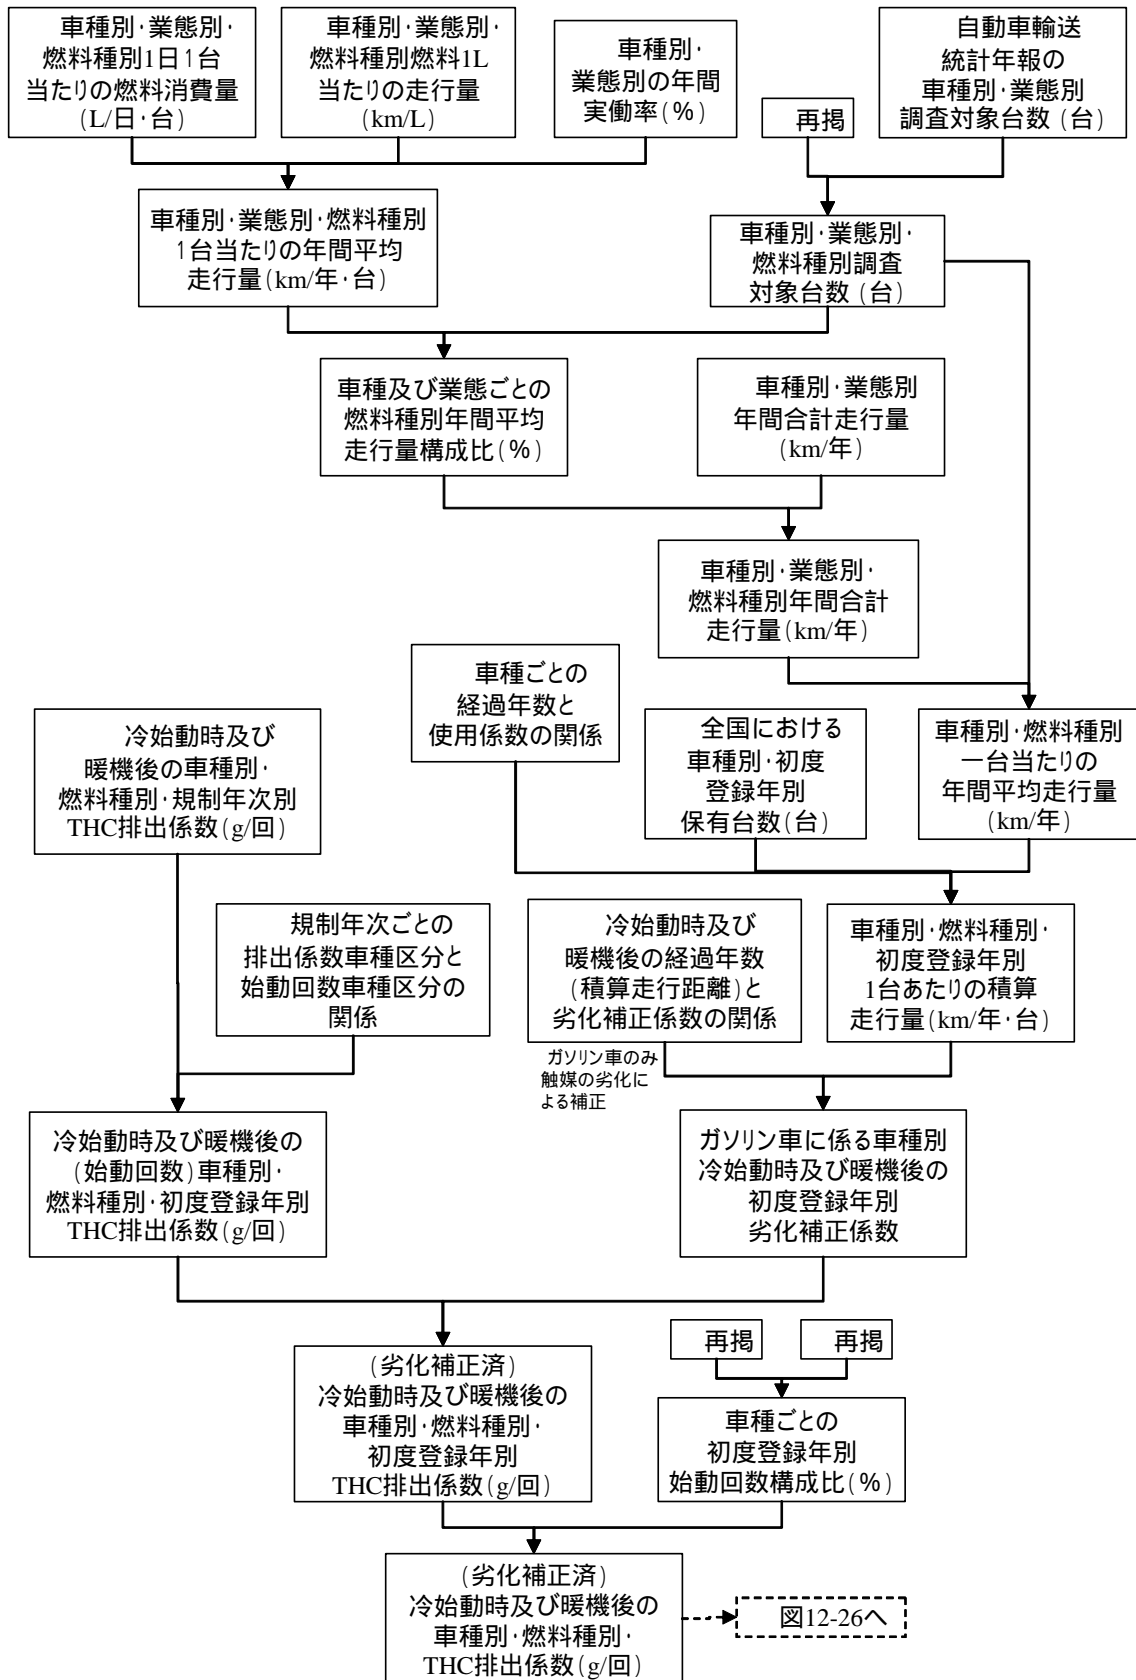 車種別･業態別･
燃料種別1日1台
当たりの燃料消費量
(L/日･台)
車種別･業態別･
燃料種別燃料1L
当たりの走行量
(km/L)
車種別･
業態別の年間
実働率(%)
再掲
自動車輸送
統計年報の
車種別･業態別
調査対象台数(台)
車種別･業態別･燃料種別
1台当たりの年間平均
走行量(km/年･台)
車種別･業態別･
燃料種別調査
対象台数(台)
車種及び業態ごとの
燃料種別年間平均
走行量構成比(%)
車種別･業態別
年間合計走行量
(km/年)
車種別･業態別･
燃料種別年間合計
走行量(km/年)
車種ごとの
経過年数と
使用係数の関係
冷始動時及び
暖機後の車種別･
燃料種別･規制年次別
THC排出係数(g/回)
全国における
車種別･初度
登録年別
保有台数(台)
車種別･燃料種別
一台当たりの
年間平均走行量
(km/年)
規制年次ごとの
排出係数車種区分と
始動回数車種区分の
関係
冷始動時及び
暖機後の経過年数
(積算走行距離)と
劣化補正係数の関係
車種別･燃料種別･
初度登録年別
1台あたりの積算
走行量(km/年･台)
ガソリン車のみ
触媒の劣化に
よる補正
冷始動時及び暖機後の
(始動回数)車種別･
燃料種別･初度登録年別
THC排出係数(g/回)
ガソリン車に係る車種別
冷始動時及び暖機後の
初度登録年別
劣化補正係数
(劣化補正済)
冷始動時及び暖機後の
車種別･燃料種別･
初度登録年別
THC排出係数(g/回)
再掲
再掲
車種ごとの
初度登録年別
始動回数構成比(%)
(劣化補正済)
冷始動時及び暖機後の
車種別･燃料種別･
THC排出係数(g/回)
図12-26へ